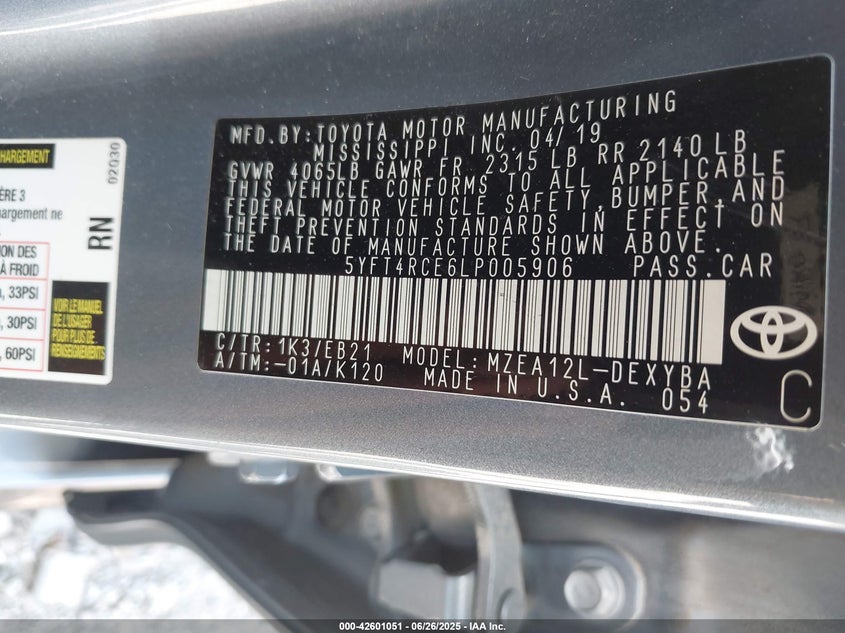 HARGEMENT
02030
ÈRE 3
hargement ne
RN
ION DES
À FROID
, 33PSI
, 30PSI
, 60PSI
VOIR LE MANUEL
DE L'USAGER
POUR PLUS DE
RENSEIGNEMENTS
MFD. BY: TOYOTA MOTOR MANUFACTURING
MISSISSIPPI INC. 04/19
GVWR 4065LB GAWR FR 2315 LB RR 2140 LB
THIS VEHICLE CONFORMS TO ALL APPLICABLE
FEDERAL MOTOR VEHICLE SAFETY, BUMPER, AND
THEFT PREVENTION STANDARDS IN EFFECT ON
THE DATE OF MANUFACTURE SHOWN ABOVE.
5YFT4RCE6LP005906 PASS.CAR
C/TR: 1K3/EB21 MODEL: MZEA12L-DEXYBA
A/TM: -01A/K120 MADE IN U.S.A. 054
C
000-42601051 | 06/26/2025 - IAA Inc.